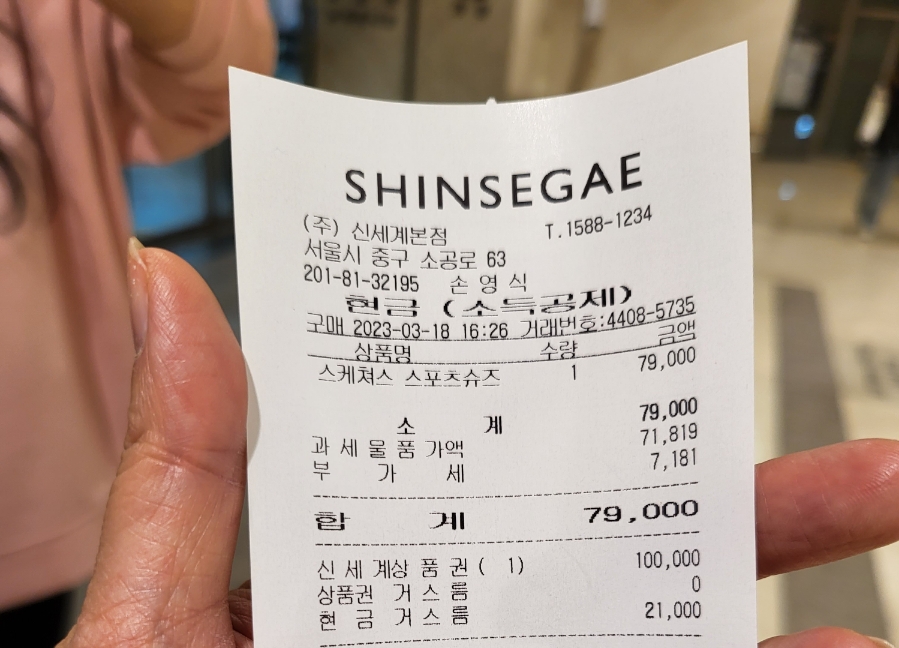 SHINSEGAE
(주) 신세계본점 T.1588-1234
서울시 중구 소공로 63
201-81-32195 손 영 식
현금 (소득공제)
구매 2023-03-18 16:26 거래번호:4408-5735
상품명 수량 금액
스케쳐스 스포츠슈즈 1 79,000
소 계 79,000
과 세 물 품 가액 71,819
부 가 세 7,181
합 계 79,000
신 세 계상 품 권 ( 1) 100,000
상품권 거 스 름 0
현 금 거 스 름 21,000